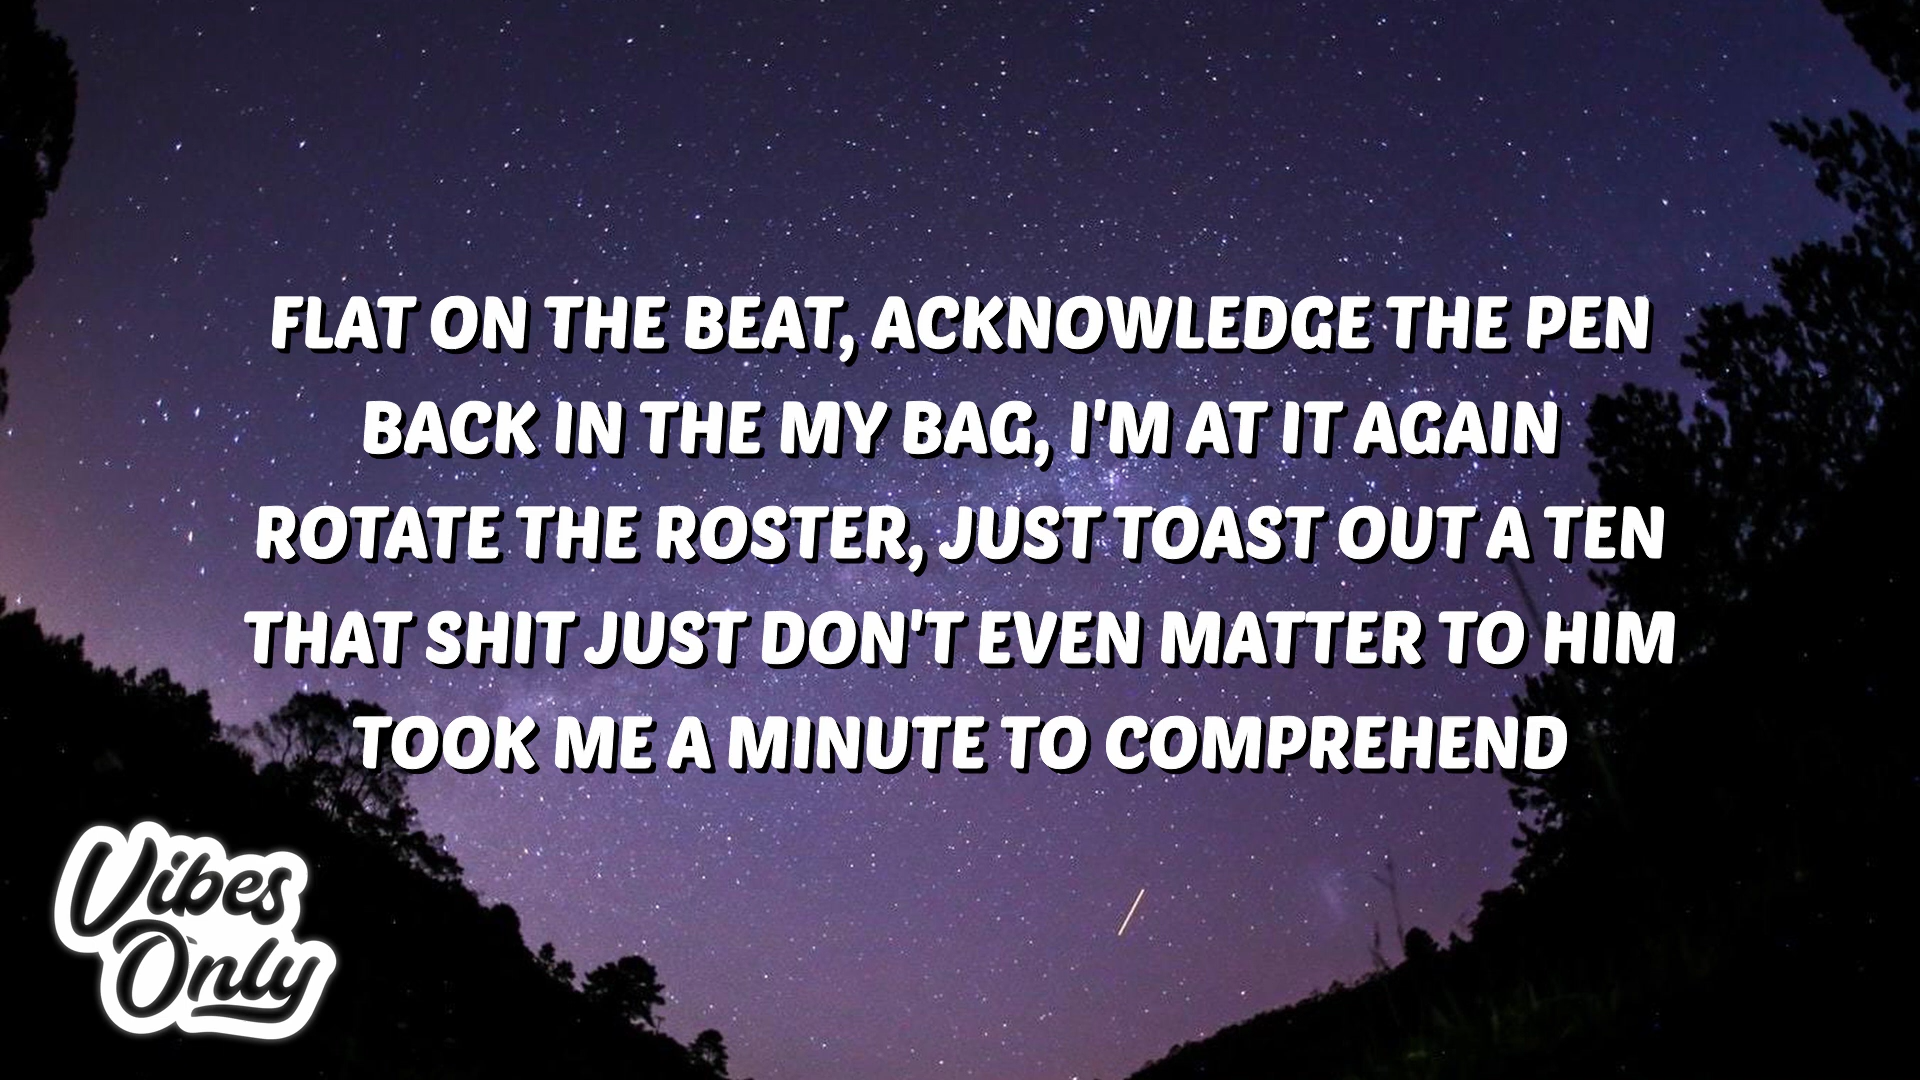 FLAT ON THE BEAT, ACKNOWLEDGE THE PEN
BACK IN THE MY BAG, I'M AT IT AGAIN
ROTATE THE ROSTER, JUST TOAST OUT A TEN
THAT SHIT JUST DON'T EVEN MATTER TO HIM
TOOK ME A MINUTE TO COMPREHEND
Vibes
Only